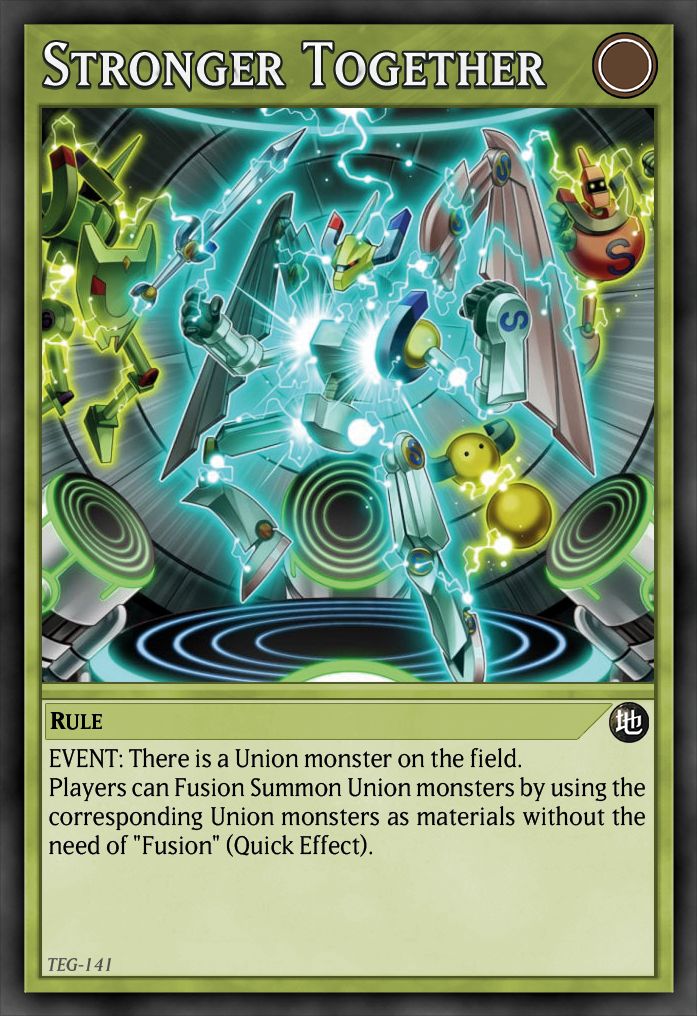 STRONGER TOGETHER
S
S
S
RULE
EVENT: There is a Union monster on the field.
Players can Fusion Summon Union monsters by using the
corresponding Union monsters as materials without the
need of "Fusion" (Quick Effect).
TEG-141